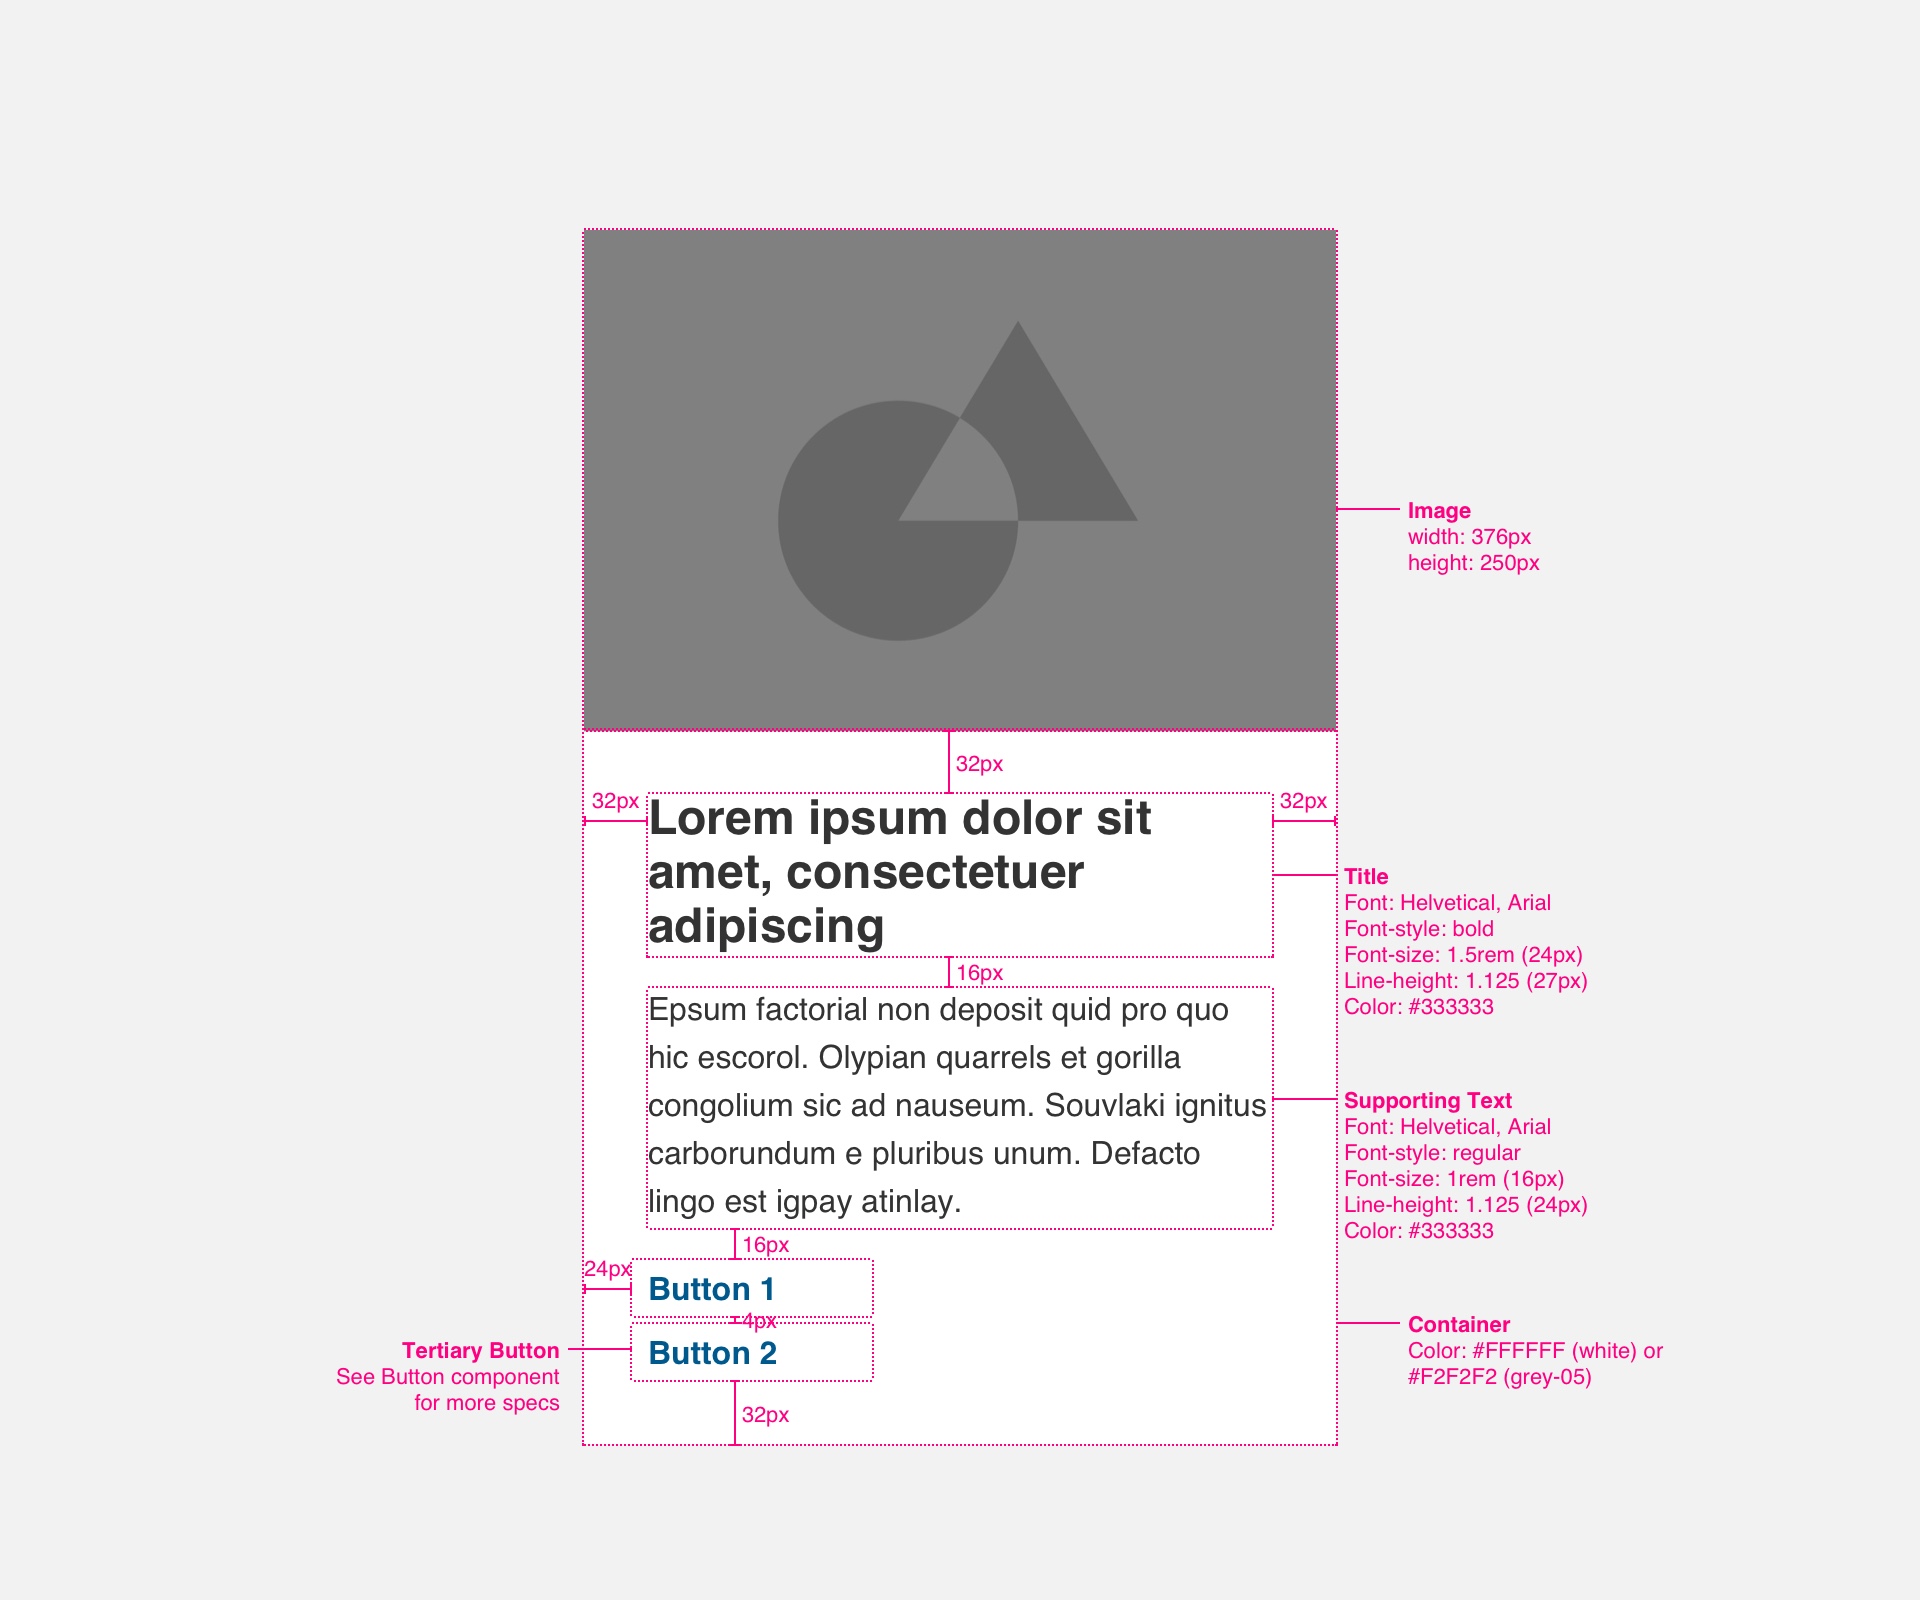 Image
width: 376px
height: 250px
32px
32px
32px
Lorem ipsum dolor sit
amet, consectetuer
adipiscing
Title
Font: Helvetical, Arial
Font-style: bold
Font-size: 1.5rem (24px)
Line-height: 1.125 (27px)
Color: #333333
16px
Epsum factorial non deposit quid pro quo
hic escorol. Olypian quarrels et gorilla
congolium sic ad nauseum. Souvlaki ignitus
carborundum e pluribus unum. Defacto
lingo est igpay atinlay.
Supporting Text
Font: Helvetical, Arial
Font-style: regular
Font-size: 1rem (16px)
Line-height: 1.125 (24px)
Color: #333333
16px
24px
Button 1
4px
Button 2
Tertiary Button
See Button component
for more specs
Container
Color: #FFFFFF (white) or
#F2F2F2 (grey-05)
32px